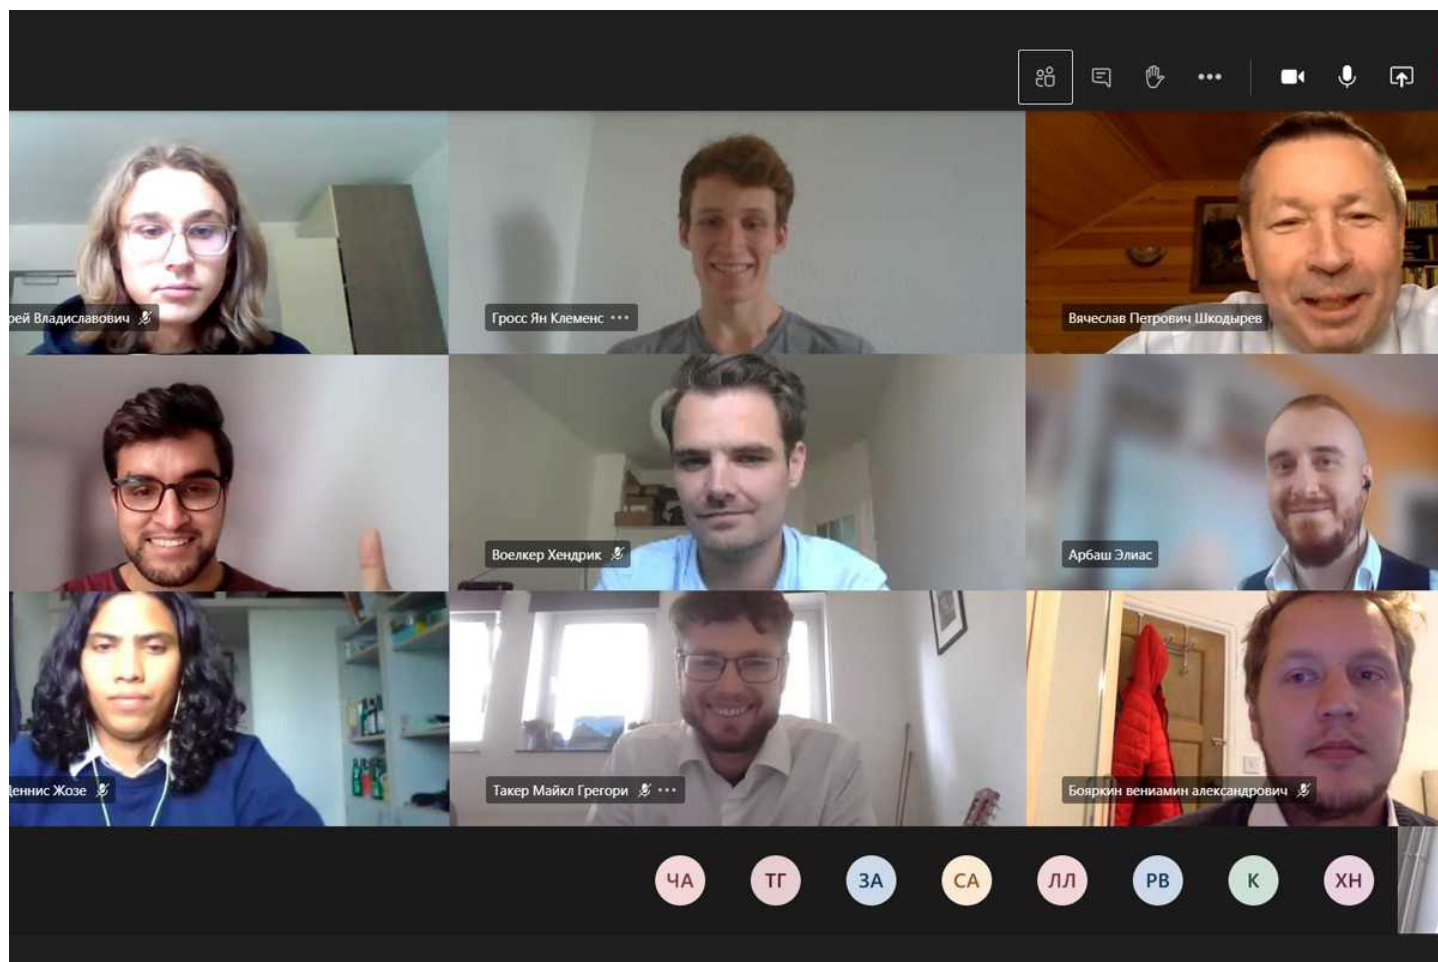 рей Владиславович
Гросс Ян Клеменс
Вячеслав Петрович Шкодырев
Воелкер Хендрик
Арбаш Элиас
Деннис Жозе
Такер Майкл Грегори
Бояркин вениамин александрович
ЧА
ТГ
ЗА
СА
ЛЛ
РВ
К
ХН